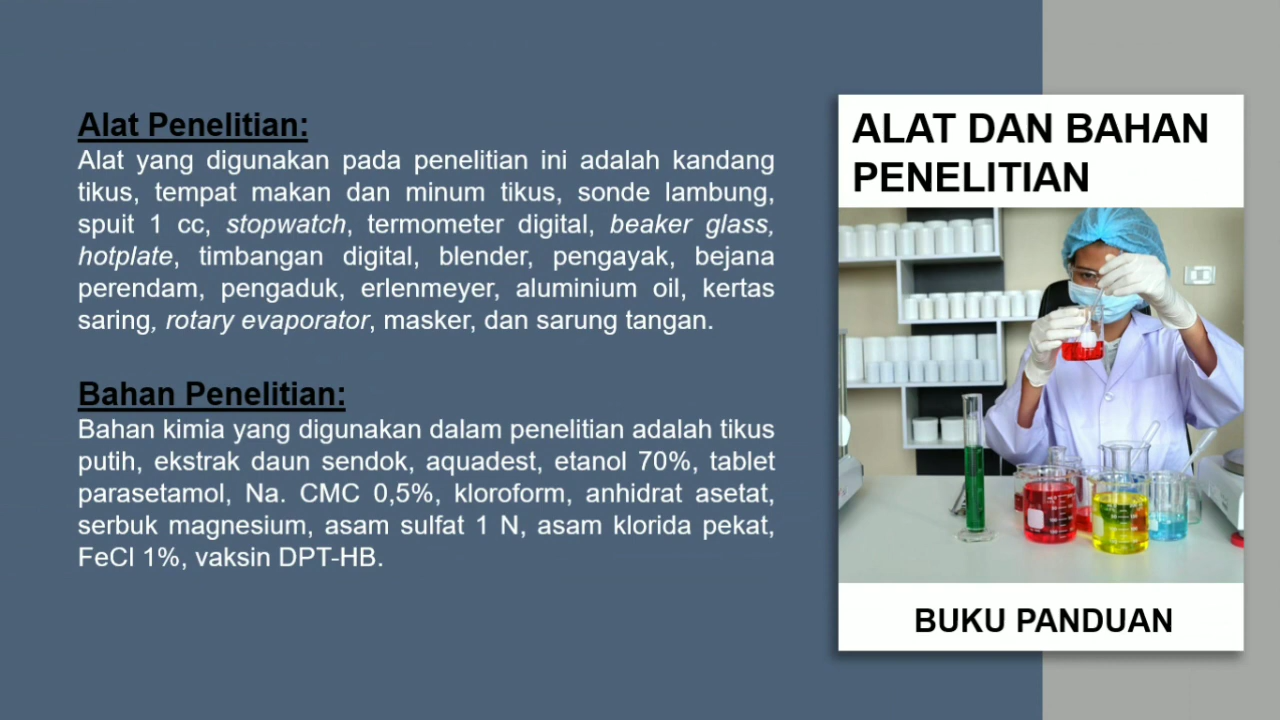 Alat Penelitian:
Alat yang digunakan pada penelitian ini adalah kandang
tikus, tempat makan dan minum tikus, sonde lambung,
spuit 1 cc, stopwatch, termometer digital, beaker glass,
hotplate, timbangan digital, blender, pengayak, bejana
perendam, pengaduk, erlenmeyer, aluminium oil, kertas
saring, rotary evaporator, masker, dan sarung tangan.
Bahan Penelitian:
Bahan kimia yang digunakan dalam penelitian adalah tikus
putih, ekstrak daun sendok, aquadest, etanol 70%, tablet
parasetamol, Na. CMC 0,5%, kloroform, anhidrat asetat,
serbuk magnesium, asam sulfat 1 N, asam klorida pekat,
FeCl 1%, vaksin DPT-HB.
ALAT DAN BAHAN
PENELITIAN
BUKU PANDUAN